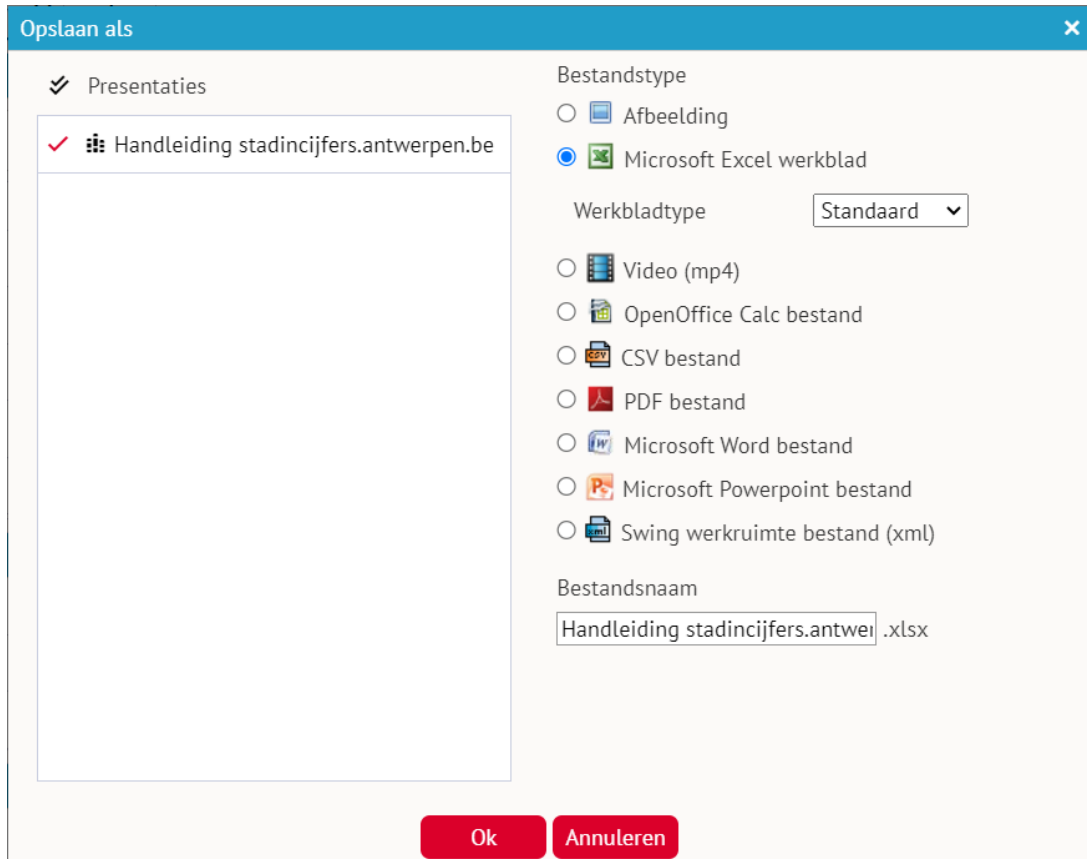 Opslaan als
Presentaties
Handleiding stadincijfers.antwerpen.be
Bestandstype
Afbeelding
Microsoft Excel werkblad
Werkbladtype Standaard
Video (mp4)
OpenOffice Calc bestand
CSV bestand
PDF bestand
Microsoft Word bestand
Microsoft Powerpoint bestand
Swing werkruimte bestand (xml)
Bestandsnaam
Handleiding stadincijfers.antwer .xlsx
Ok Annuleren